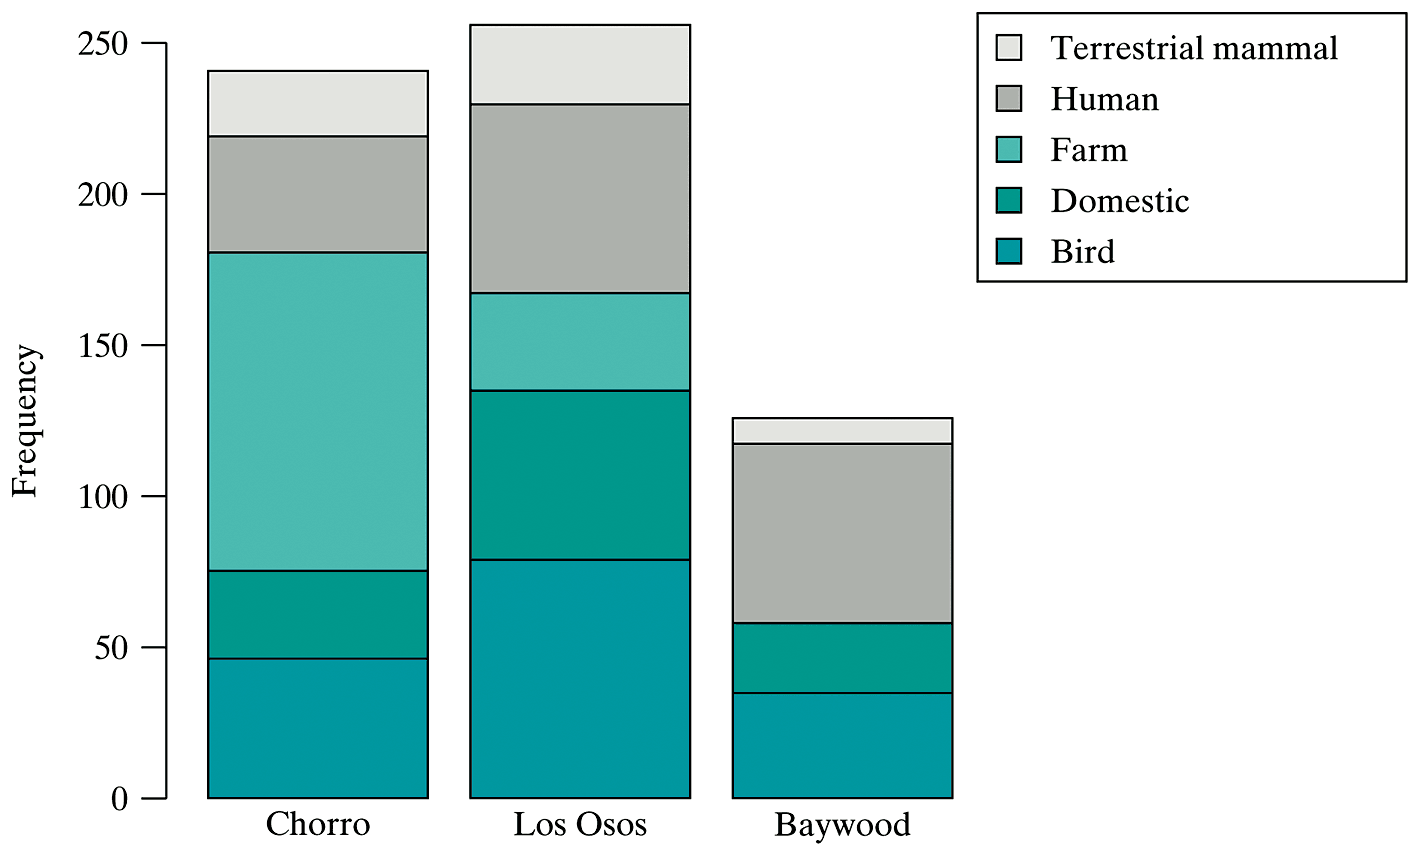 250
200
150
100
50
0
Frequency
Chorro
Los Osos
Baywood
Terrestrial mammal
Human
Farm
Domestic
Bird